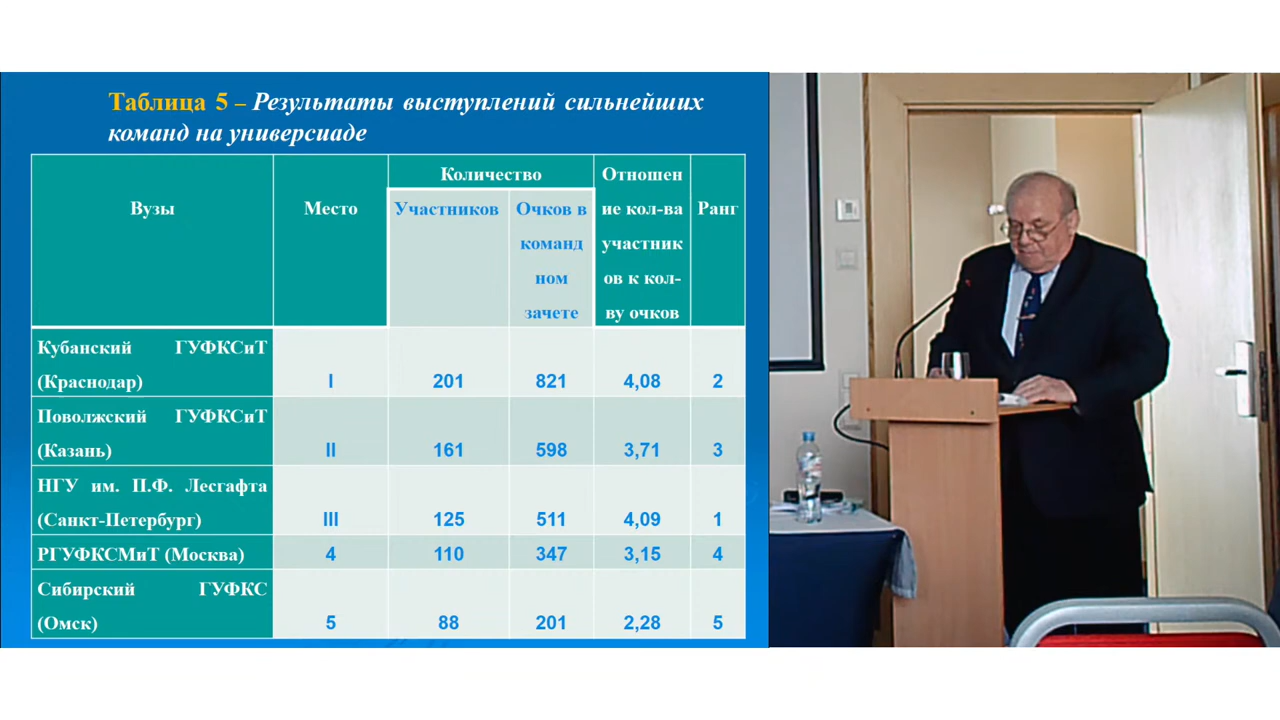 Таблица 5 – Результаты выступлений сильнейших
команд на универсиаде
Вузы
Место
Количество
Участников
Очков в
команд
ном
зачете
Отношен
ие кол-ва
участник
ов к кол-
ву очков
Ранг
Кубанский ГУФКСиТ
(Краснодар) I 201 821 4,08 2
Поволжский ГУФКСиТ
(Казань) II 161 598 3,71 3
НГУ им. П.Ф. Лесгафта
(Санкт-Петербург) III 125 511 4,09 1
РГУФКСМиТ (Москва) 4 110 347 3,15 4
Сибирский ГУФКС
(Омск) 5 88 201 2,28 5